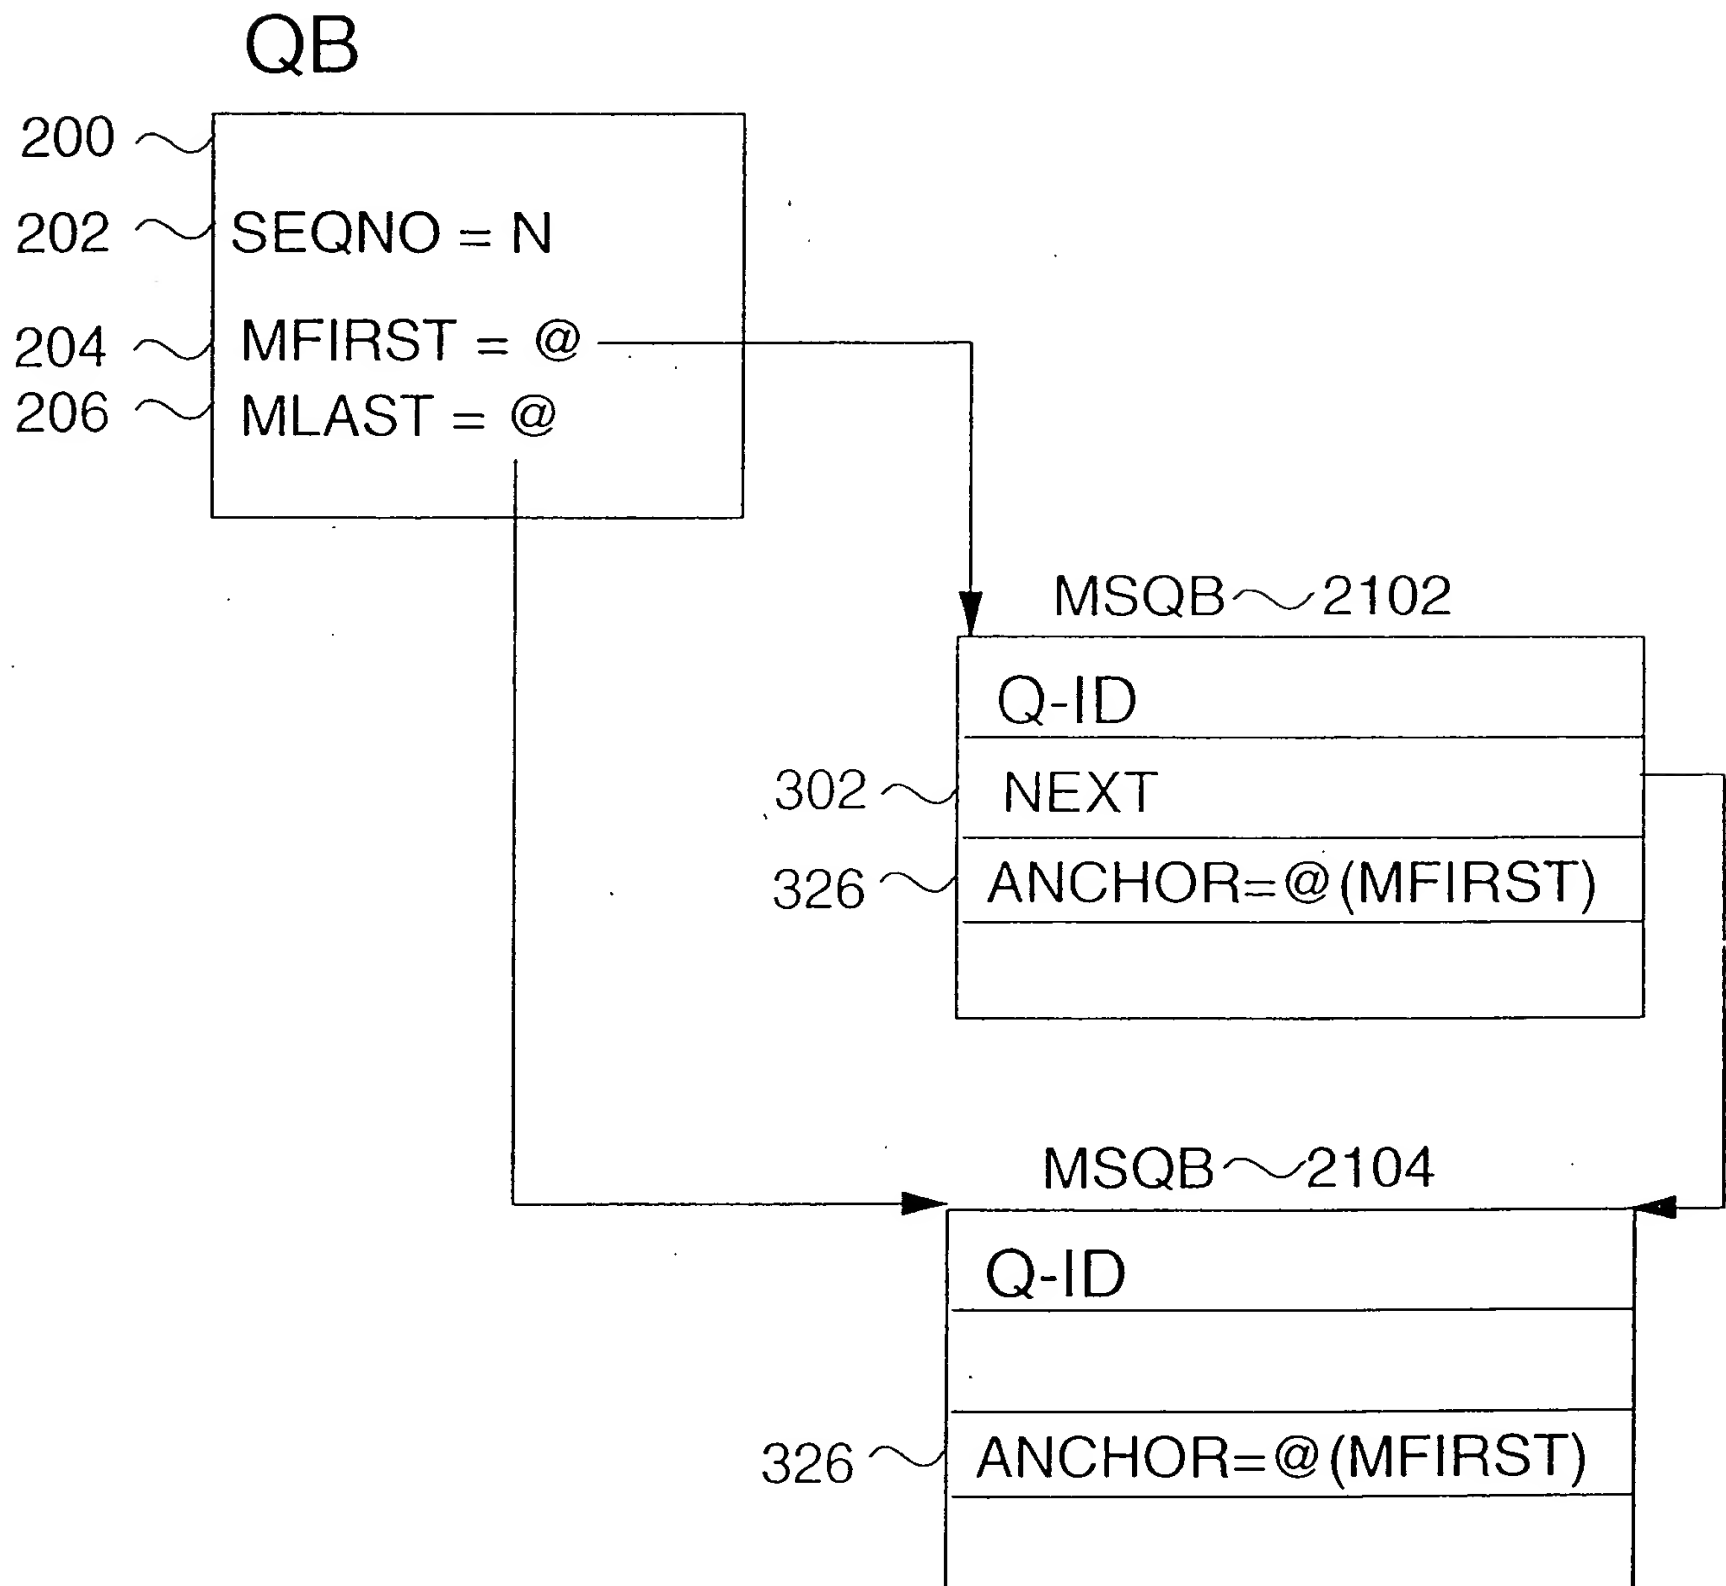 QB
200
202 SEQNO = N
204 MFIRST = @
206 MLAST = @
MSQB 2102
Q-ID
302 NEXT
326 ANCHOR=@(MFIRST)
MSQB 2104
Q-ID
326 ANCHOR=@(MFIRST)